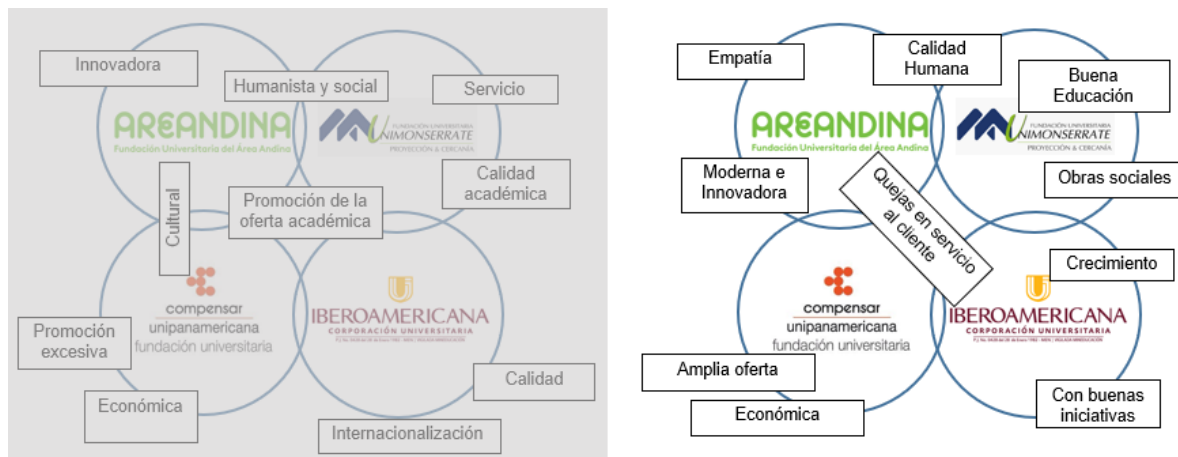 Innovadora
Humanista y social
Servicio
AREANDINA
Fundación Universitaria del Área Andina
FUNDACIÓN UNIVERSITARIA
UNIMONSERRATE
PROYECCIÓN & CERCANÍA
Cultural
Promoción de la
oferta académica
Calidad
académica
compensar
unipanamericana
fundación universitaria
IBEROAMERICANA
CORPORACIÓN UNIVERSITARIA
Promoción
excesiva
Económica
Calidad
Internacionalización
Empatía
Calidad
Humana
Buena
Educación
AREANDINA
Fundación Universitaria del Área Andina
FUNDACIÓN UNIVERSITARIA
UNIMONSERRATE
PROYECCIÓN & CERCANÍA
Moderna e
Innovadora
Quejas en servicio
al cliente
Obras sociales
Crecimiento
compensar
unipanamericana
fundación universitaria
IBEROAMERICANA
CORPORACIÓN UNIVERSITARIA
Amplia oferta
Económica
Con buenas
iniciativas